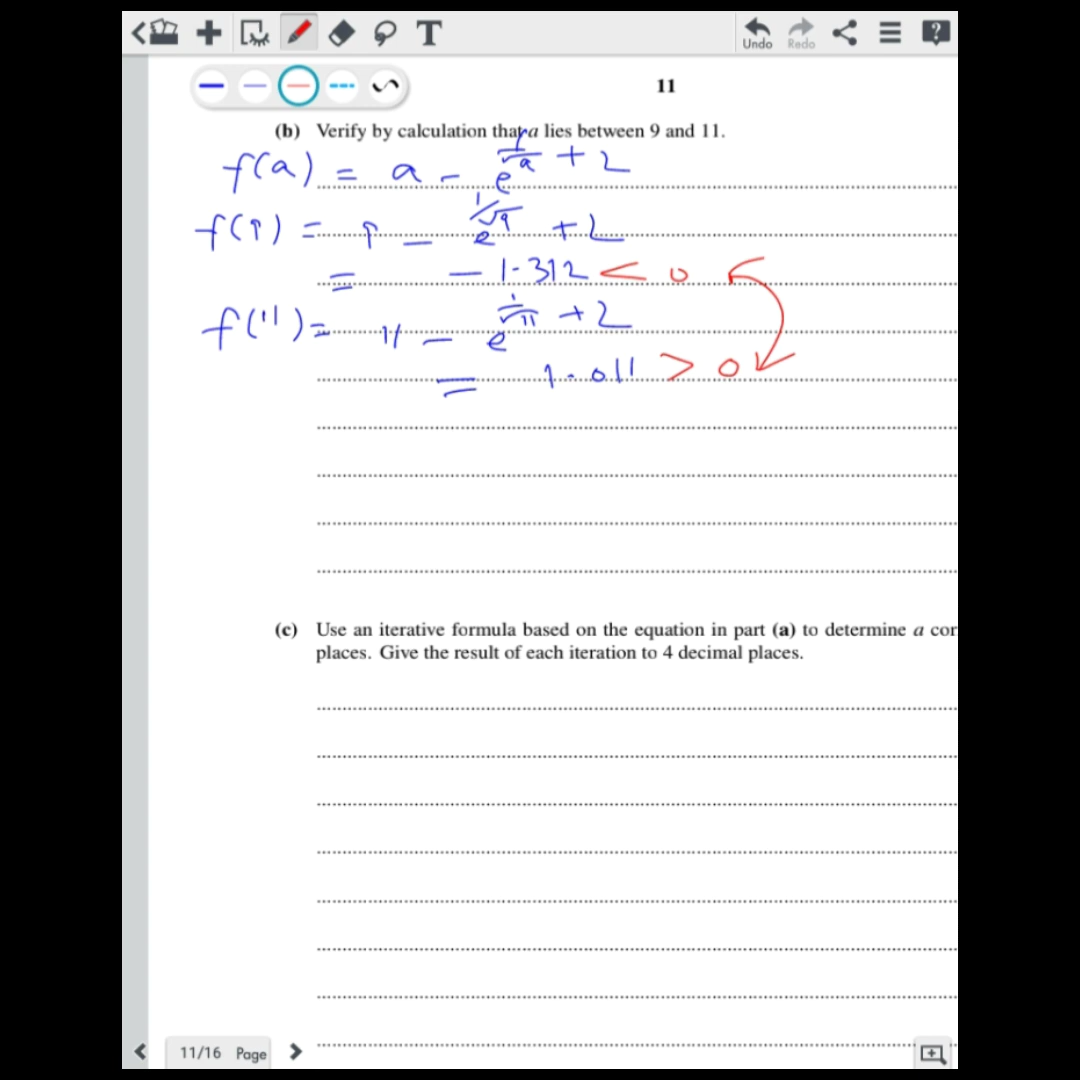 Undo Redo
11
(b) Verify by calculation that a lies between 9 and 11.
f(a) = a - e^(1/√a) + 2
f(9) = 9 - e^(1/√9) + 2
= - 1.312 < 0
f(11) = 11 - e^(1/√11) + 2
= 1.011 > 0
(c) Use an iterative formula based on the equation in part (a) to determine a cor
places. Give the result of each iteration to 4 decimal places.
11/16 Page